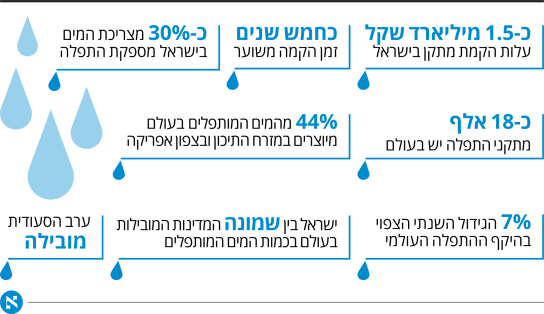 כ-1.5 מיליארד שקל
עלות הקמת מתקן בישראל
כחמש שנים
זמן הקמה משוער
כ-30% מצריכת המים
בישראל מספקת התפלה
כ-18 אלף
מתקני התפלה יש בעולם
44% מהמים המותפלים בעולם
מיוצרים במזרח התיכון ובצפון אפריקה
7% הגידול השנתי הצפוי
בהיקף ההתפלה העולמי
ישראל בין שמונה המדינות המובילות
בעולם בכמות המים המותפלים
ערב הסעודית
מובילה
א